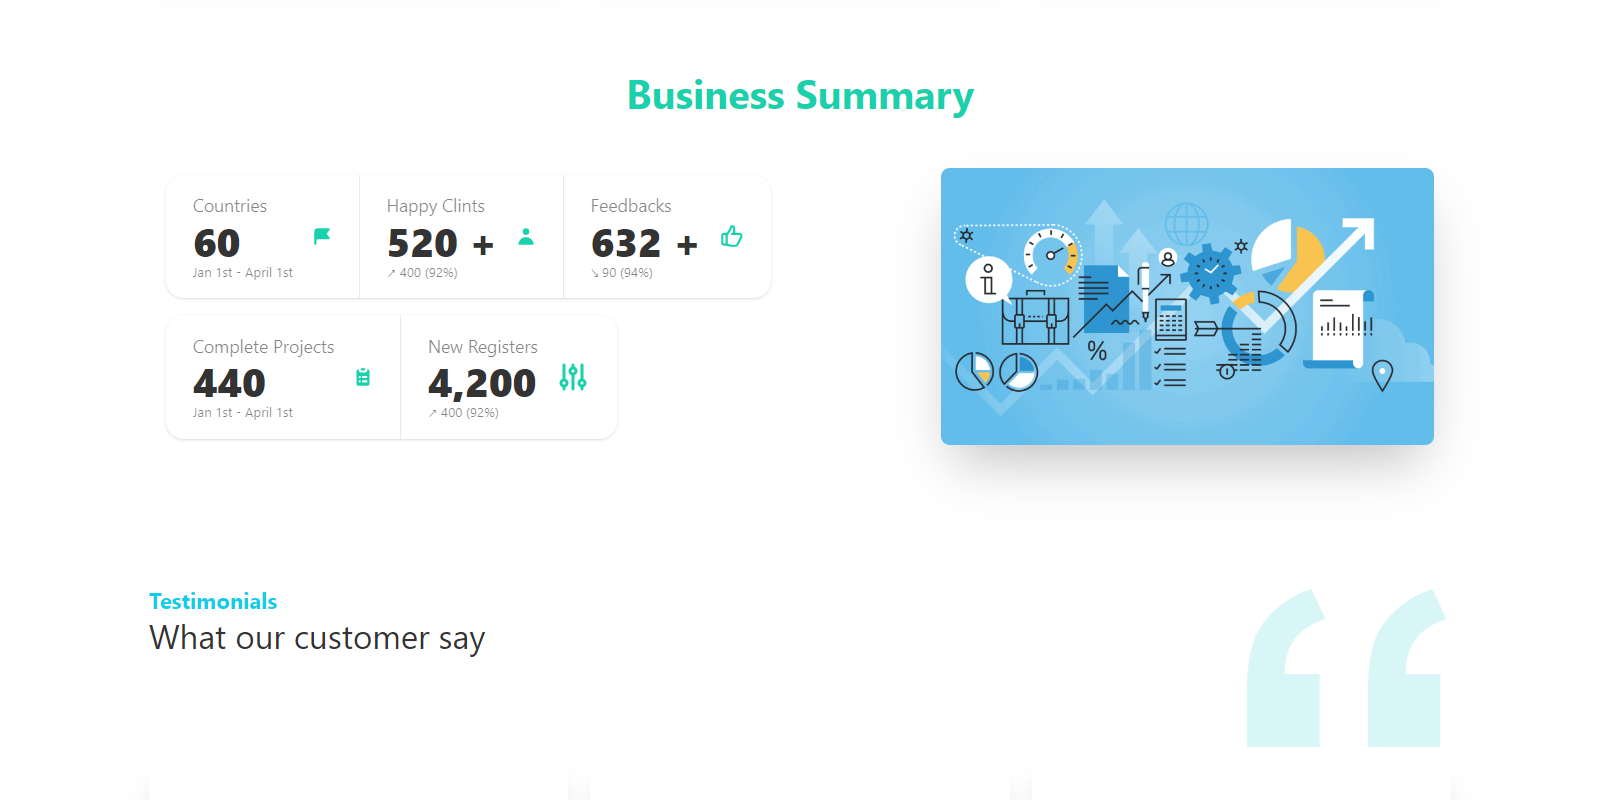 Business Summary
Countries
60
Jan 1st - April 1st
Happy Clints
520 +
↗ 400 (92%)
Feedbacks
632 +
↘ 90 (94%)
Complete Projects
440
Jan 1st - April 1st
New Registers
4,200
↗ 400 (92%)
i
%
Testimonials
What our customer say
“